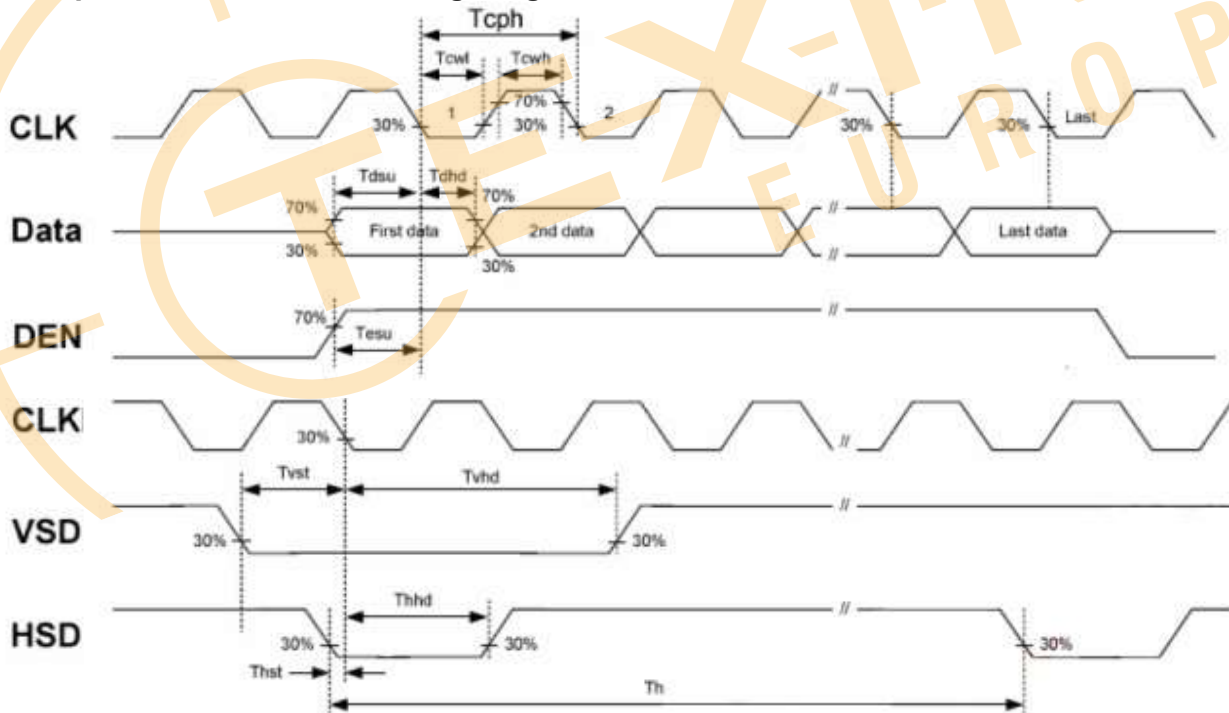 Tcph
Tcwl Tcwh
CLK 30% 1 70% 30% 2 // 30% 30% Last
Tdsu Tdhd
70% 70%
Data First data 2nd data // Last data
30% 30%
70% DEN //
Tesu
CLK 30% //
Tvst Tvhd
VSD 30% 30% //
Thhd
HSD 30% 30% // 30%
Thst
Th
TEXIT
EUROP